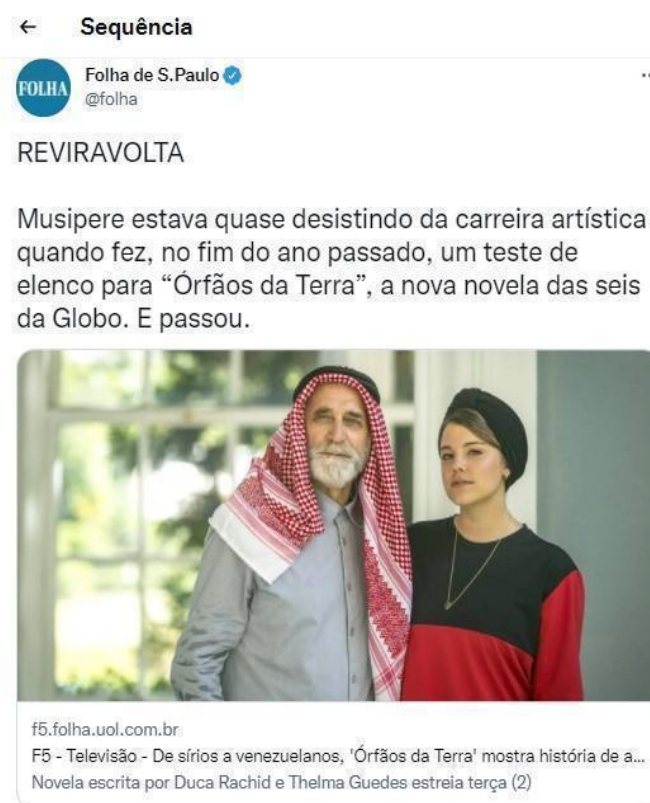 Sequência
FOLHA
Folha de S.Paulo
@folha
REVIRAVOLTA
Musipere estava quase desistindo da carreira artística
quando fez, no fim do ano passado, um teste de
elenco para “Órfãos da Terra”, a nova novela das seis
da Globo. E passou.
f5.folha.uol.com.br
F5 - Televisão - De sírios a venezuelanos, 'Órfãos da Terra' mostra história de a...
Novela escrita por Duca Rachid e Thelma Guedes estreia terça (2)